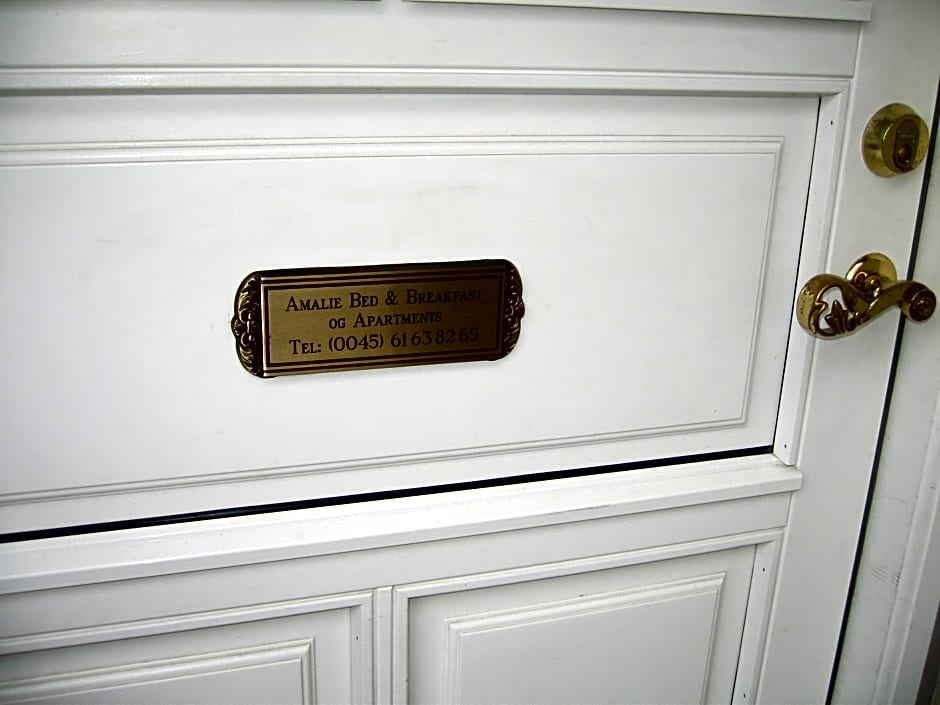 Amalie Bed & Breakfast
og Apartments
Tel: (0045) 61 63 82 65